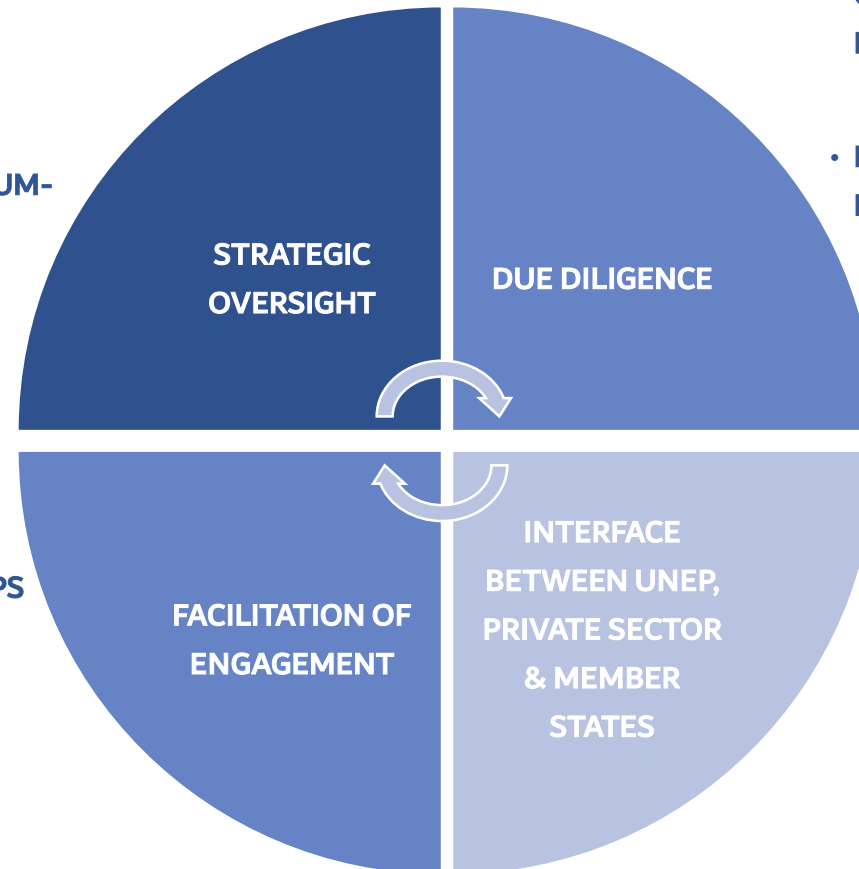 STRATEGIC
OVERSIGHT
DUE DILIGENCE
FACILITATION OF
ENGAGEMENT
INTERFACE
BETWEEN UNEP,
PRIVATE SECTOR
& MEMBER
STATES